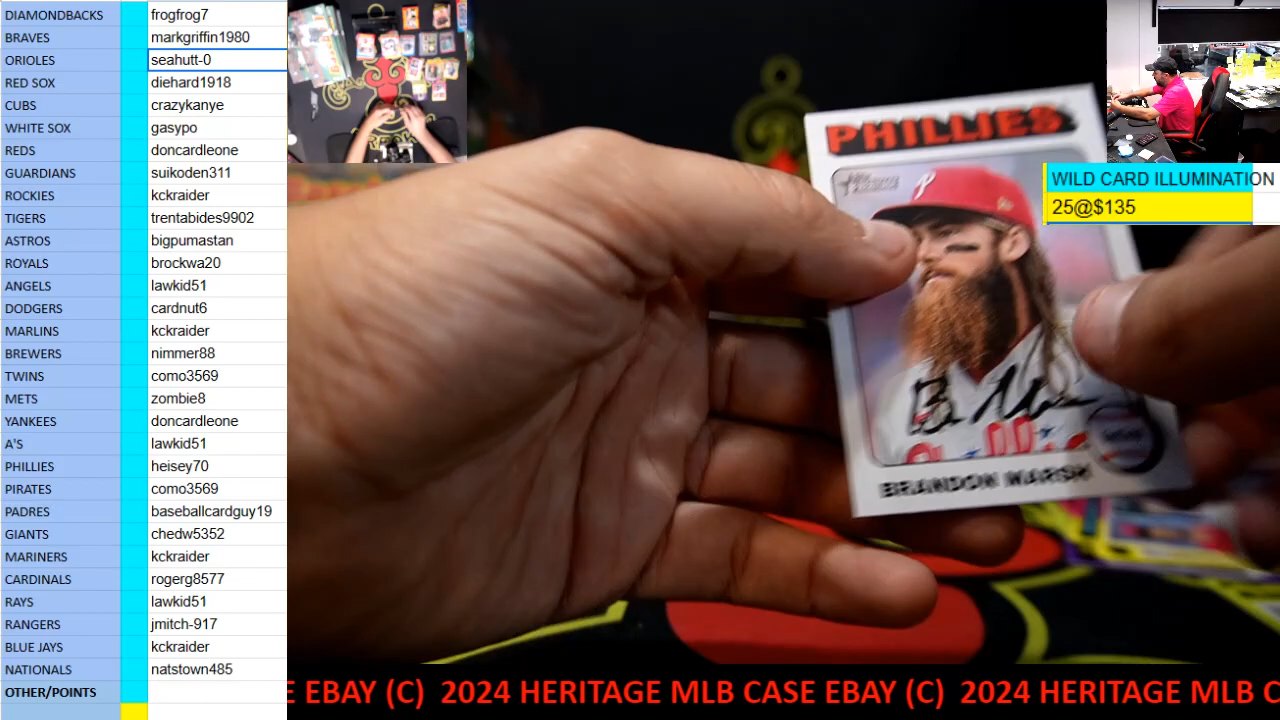 DIAMONDBACKS frogfrog7
BRAVES markgriffin1980
ORIOLES seahutt-0
RED SOX diehard1918
CUBS crazykanye
WHITE SOX gasypo
REDS doncardleone
GUARDIANS suikoden311
ROCKIES kckraider
TIGERS trentabides9902
ASTROS bigpumastan
ROYALS brockwa20
ANGELS lawkid51
DODGERS cardnut6
MARLINS kckraider
BREWERS nimmer88
TWINS como3569
METS zombie8
YANKEES doncardleone
A'S lawkid51
PHILLIES heisey70
PIRATES como3569
PADRES baseballcardguy19
GIANTS chedw5352
MARINERS kckraider
CARDINALS rogerg8577
RAYS lawkid51
RANGERS jmitch-917
BLUE JAYS kckraider
NATIONALS natstown485
OTHER/POINTS
WILD CARD ILLUMINATION
25@$135
PHILLIES
BRANDON MARSH
E EBAY (C) 2024 HERITAGE MLB CASE EBAY (C) 2024 HERITAGE MLB C